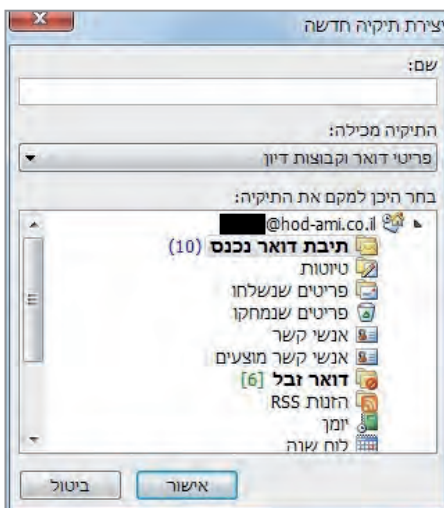 יצירת תיקיה חדשה
שם:
התיקיה מכילה:
פריטי דואר וקבוצות דיון
בחר היכן למקם את התיקיה:
@hod-ami.co.il
תיבת דואר נכנס (10)
טיוטות
פריטים שנשלחו
פריטים שנמחקו
אנשי קשר
אנשי קשר מוצעים
דואר זבל [6]
הזנות RSS
יומן
לוח שנה
אישור
ביטול